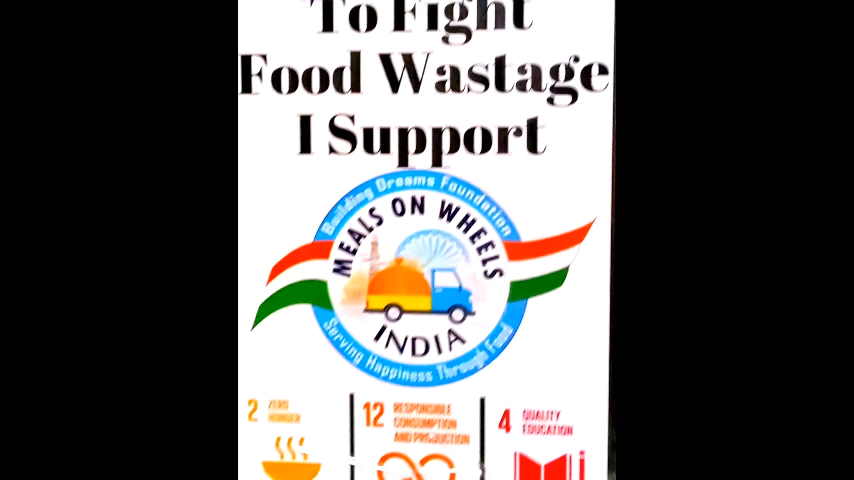 To Fight
Food Wastage
I Support
Building Dreams Foundation
MEALS ON WHEELS
INDIA
Serving Happiness Through Food
2 ZERO
HUNGER
12 RESPONSIBLE
CONSUMPTION
AND PRODUCTION
4 QUALITY
EDUCATION